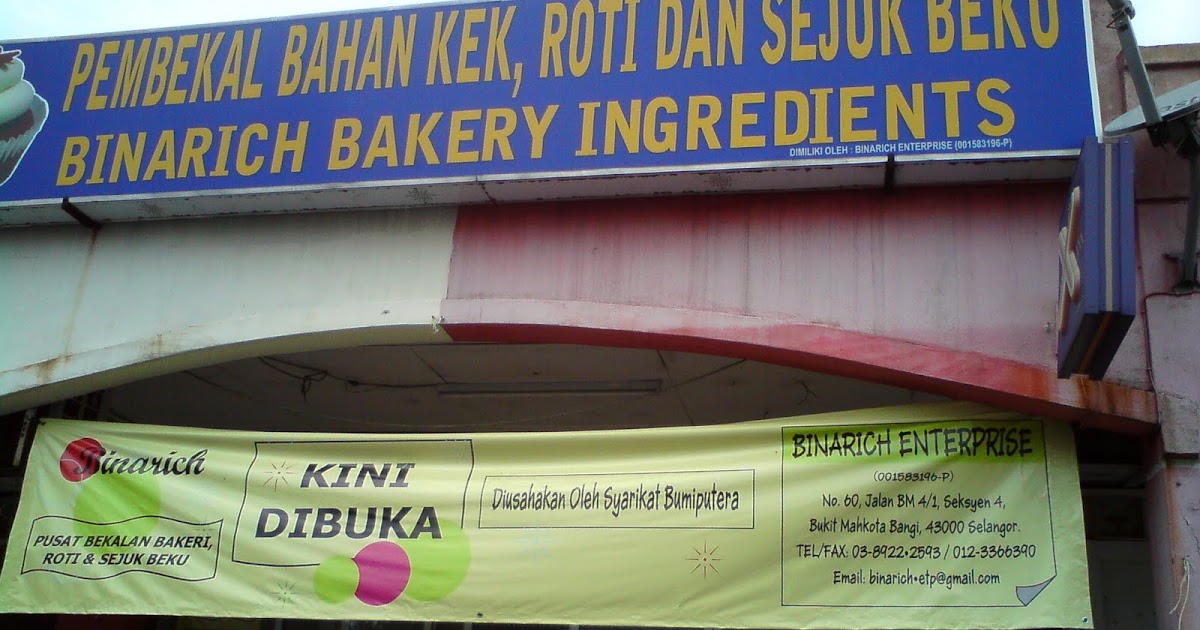 PEMBEKAL BAHAN KEK, ROTI DAN SEJUK BEKU
BINARICH BAKERY INGREDIENTS
DIMILIKI OLEH : BINARICH ENTERPRISE (001583196-P)
Binarich
PUSAT BEKALAN BAKERI,
ROTI & SEJUK BEKU
KINI
DIBUKA
Diusahakan Oleh Syarikat Bumiputera
BINARICH ENTERPRISE
(001583196-P)
No. 60, Jalan BM 4/1, Seksyen 4,
Bukit Mahkota Bangi, 43000 Selangor.
TEL/FAX: 03-8922•2593 / 012-3366390
Email: binarich•etp@gmail.com